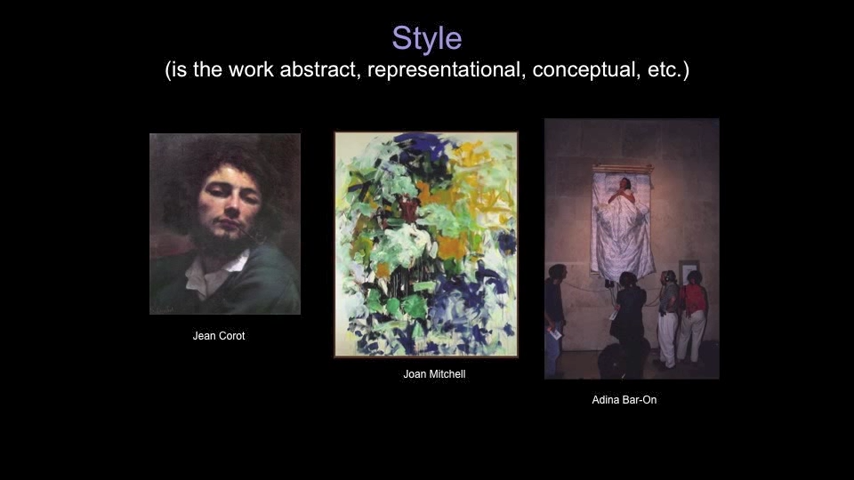 Style
(is the work abstract, representational, conceptual, etc.)
Jean Corot
Joan Mitchell
Adina Bar-On